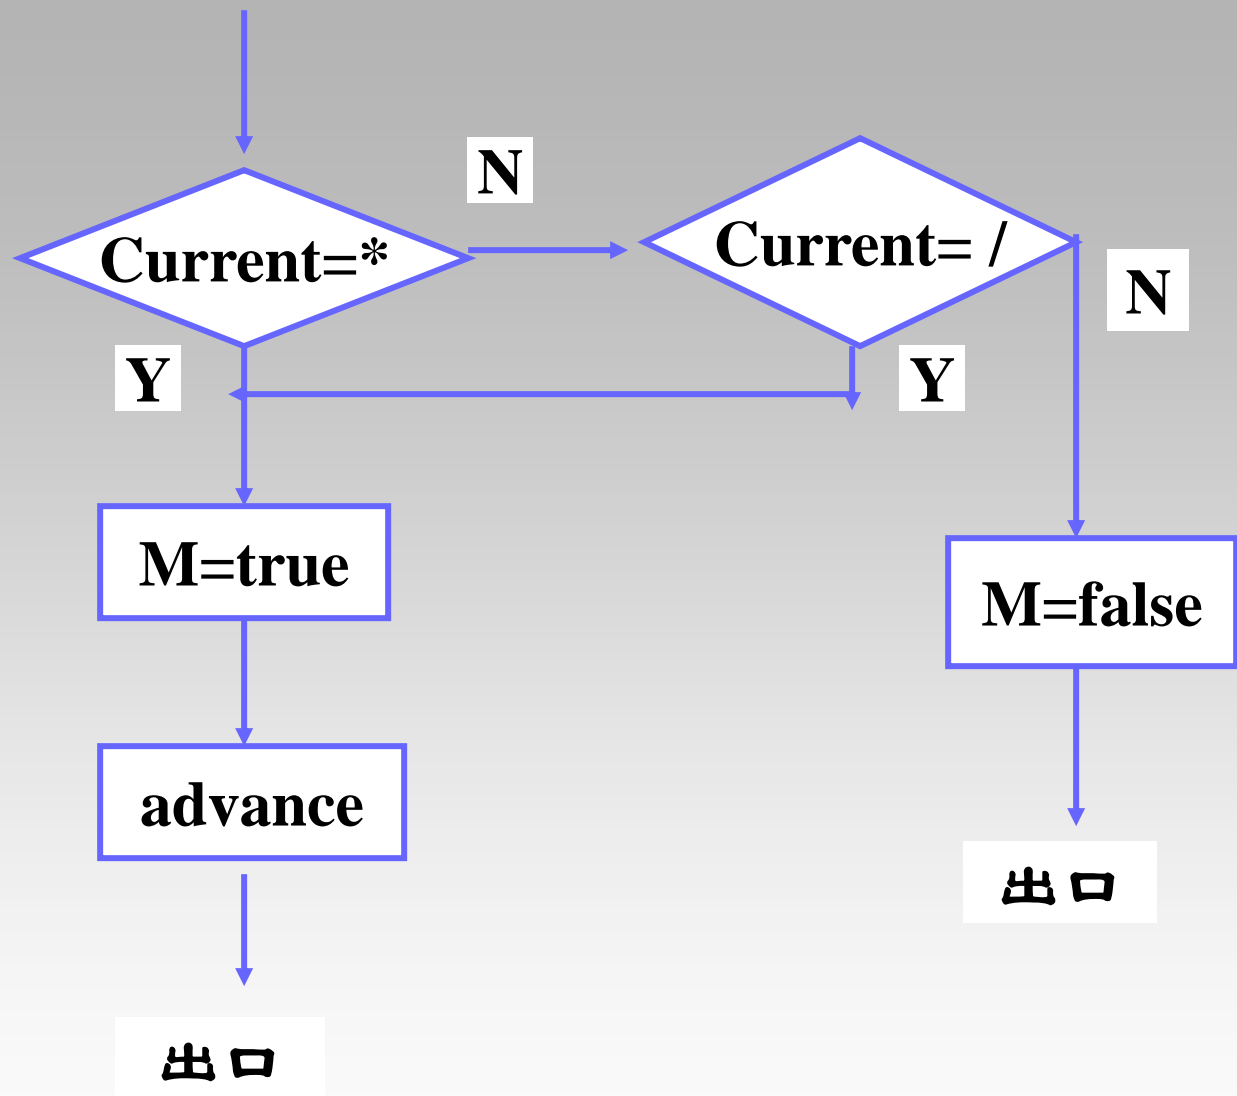 N
Current=*
Current= /
N
Y
Y
M=true
M=false
advance
出口
出口